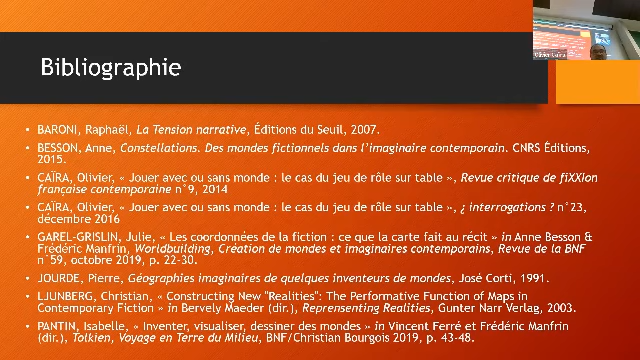 Bibliographie
• BARONI, Raphaël, La Tension narrative, Éditions du Seuil, 2007.
• BESSON, Anne, Constellations. Des mondes fictionnels dans l'imaginaire contemporain. CNRS Éditions,
2015.
• CAÏRA, Olivier, « Jouer avec ou sans monde : le cas du jeu de rôle sur table », Revue critique de fiXXion
française contemporaine n°9, 2014
• CAÏRA, Olivier, « Jouer avec ou sans monde : le cas du jeu de rôle sur table », ¿ interrogations ? n°23,
décembre 2016
• GAREL-GRISLIN, Julie, « Les coordonnées de la fiction : ce que la carte fait au récit » in Anne Besson &
Frédéric Manfrin, Worldbuilding, Création de mondes et imaginaires contemporains, Revue de la BNF
n°59, octobre 2019, p. 22-30.
• JOURDE, Pierre, Géographies imaginaires de quelques inventeurs de mondes, José Corti, 1991.
• LJUNBERG, Christian, « Constructing New "Realities": The Performative Function of Maps in
Contemporary Fiction » in Bervely Maeder (dir.), Reprensenting Realities, Gunter Narr Verlag, 2003.
• PANTIN, Isabelle, « Inventer, visualiser, dessiner des mondes » in Vincent Ferré et Frédéric Manfrin
(dir.), Tolkien, Voyage en Terre du Milieu, BNF/Christian Bourgois 2019, p. 43-48.